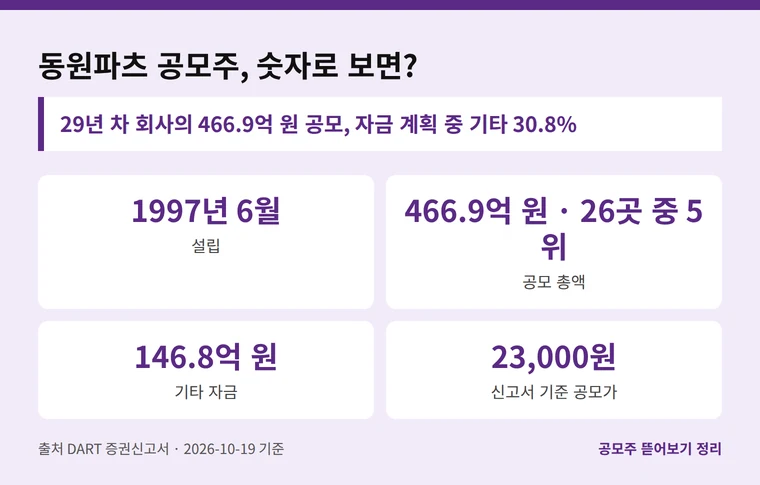 동원파츠 공모주, 숫자로 보면?
29년 차 회사의 466.9억 원 공모, 자금 계획 중 기타 30.8%
1997년 6월
설립
466.9억 원 · 26곳 중 5
위
공모 총액
146.8억 원
기타 자금
23,000원
신고서 기준 공모가
출처 DART 증권신고서 · 2026-10-19 기준
공모주 뜯어보기 정리